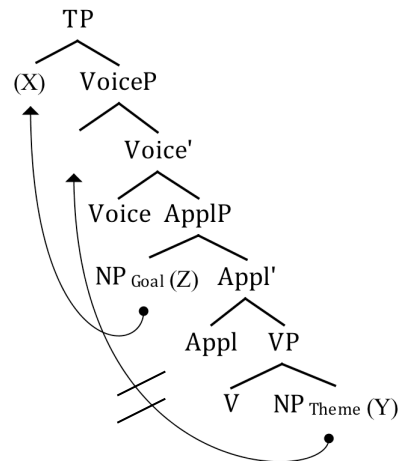 TP
(X) VoiceP
Voice'
Voice ApplP
NP Goal (Z) Appl'
Appl VP
V NP Theme (Y)